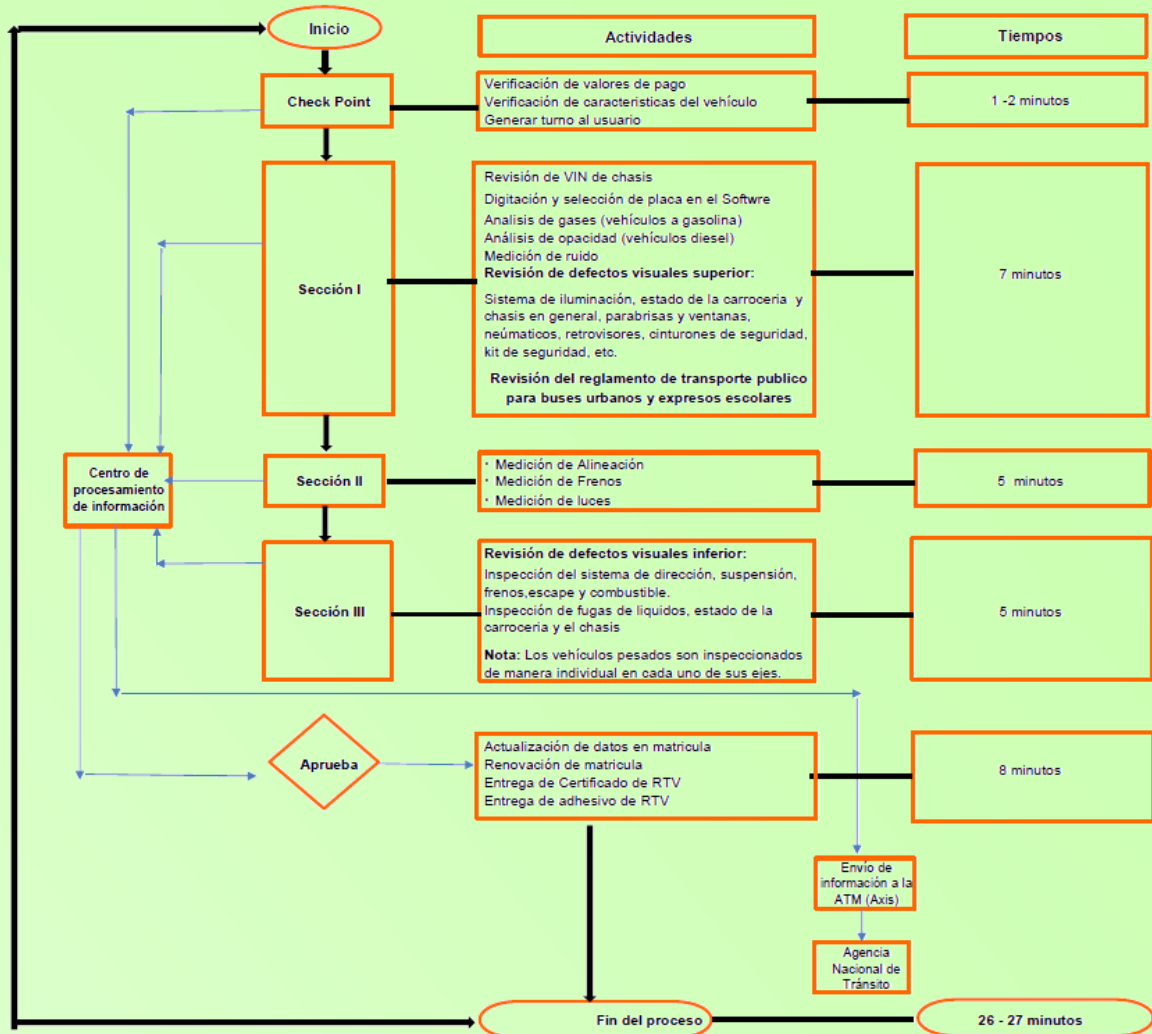 Inicio
Actividades
Tiempos
Check Point
Verificación de valores de pago
Verificación de caracteristicas del vehículo
Generar turno al usuario
1 -2 minutos
Sección I
Revisión de VIN de chasis
Digitación y selección de placa en el Softwre
Analisis de gases (vehículos a gasolina)
Análisis de opacidad (vehículos diesel)
Medición de ruido
Revisión de defectos visuales superior:
Sistema de iluminación, estado de la carroceria y
chasis en general, parabrisas y ventanas,
neúmaticos, retrovisores, cinturones de seguridad,
kit de seguridad, etc.
Revisión del reglamento de transporte publico
para buses urbanos y expresos escolares
7 minutos
Centro de
procesamiento
de información
Sección II
· Medición de Alineación
· Medición de Frenos
· Medición de luces
5 minutos
Sección III
Revisión de defectos visuales inferior:
Inspección del sistema de dirección, suspensión,
frenos,escape y combustible.
Inspección de fugas de liquidos, estado de la
carroceria y el chasis
Nota: Los vehículos pesados son inspeccionados
de manera individual en cada uno de sus ejes.
5 minutos
Aprueba
Actualización de datos en matricula
Renovación de matricula
Entrega de Certificado de RTV
Entrega de adhesivo de RTV
8 minutos
Envío de
información a la
ATM (Axis)
Agencia
Nacional de
Tránsito
Fin del proceso
26 - 27 minutos